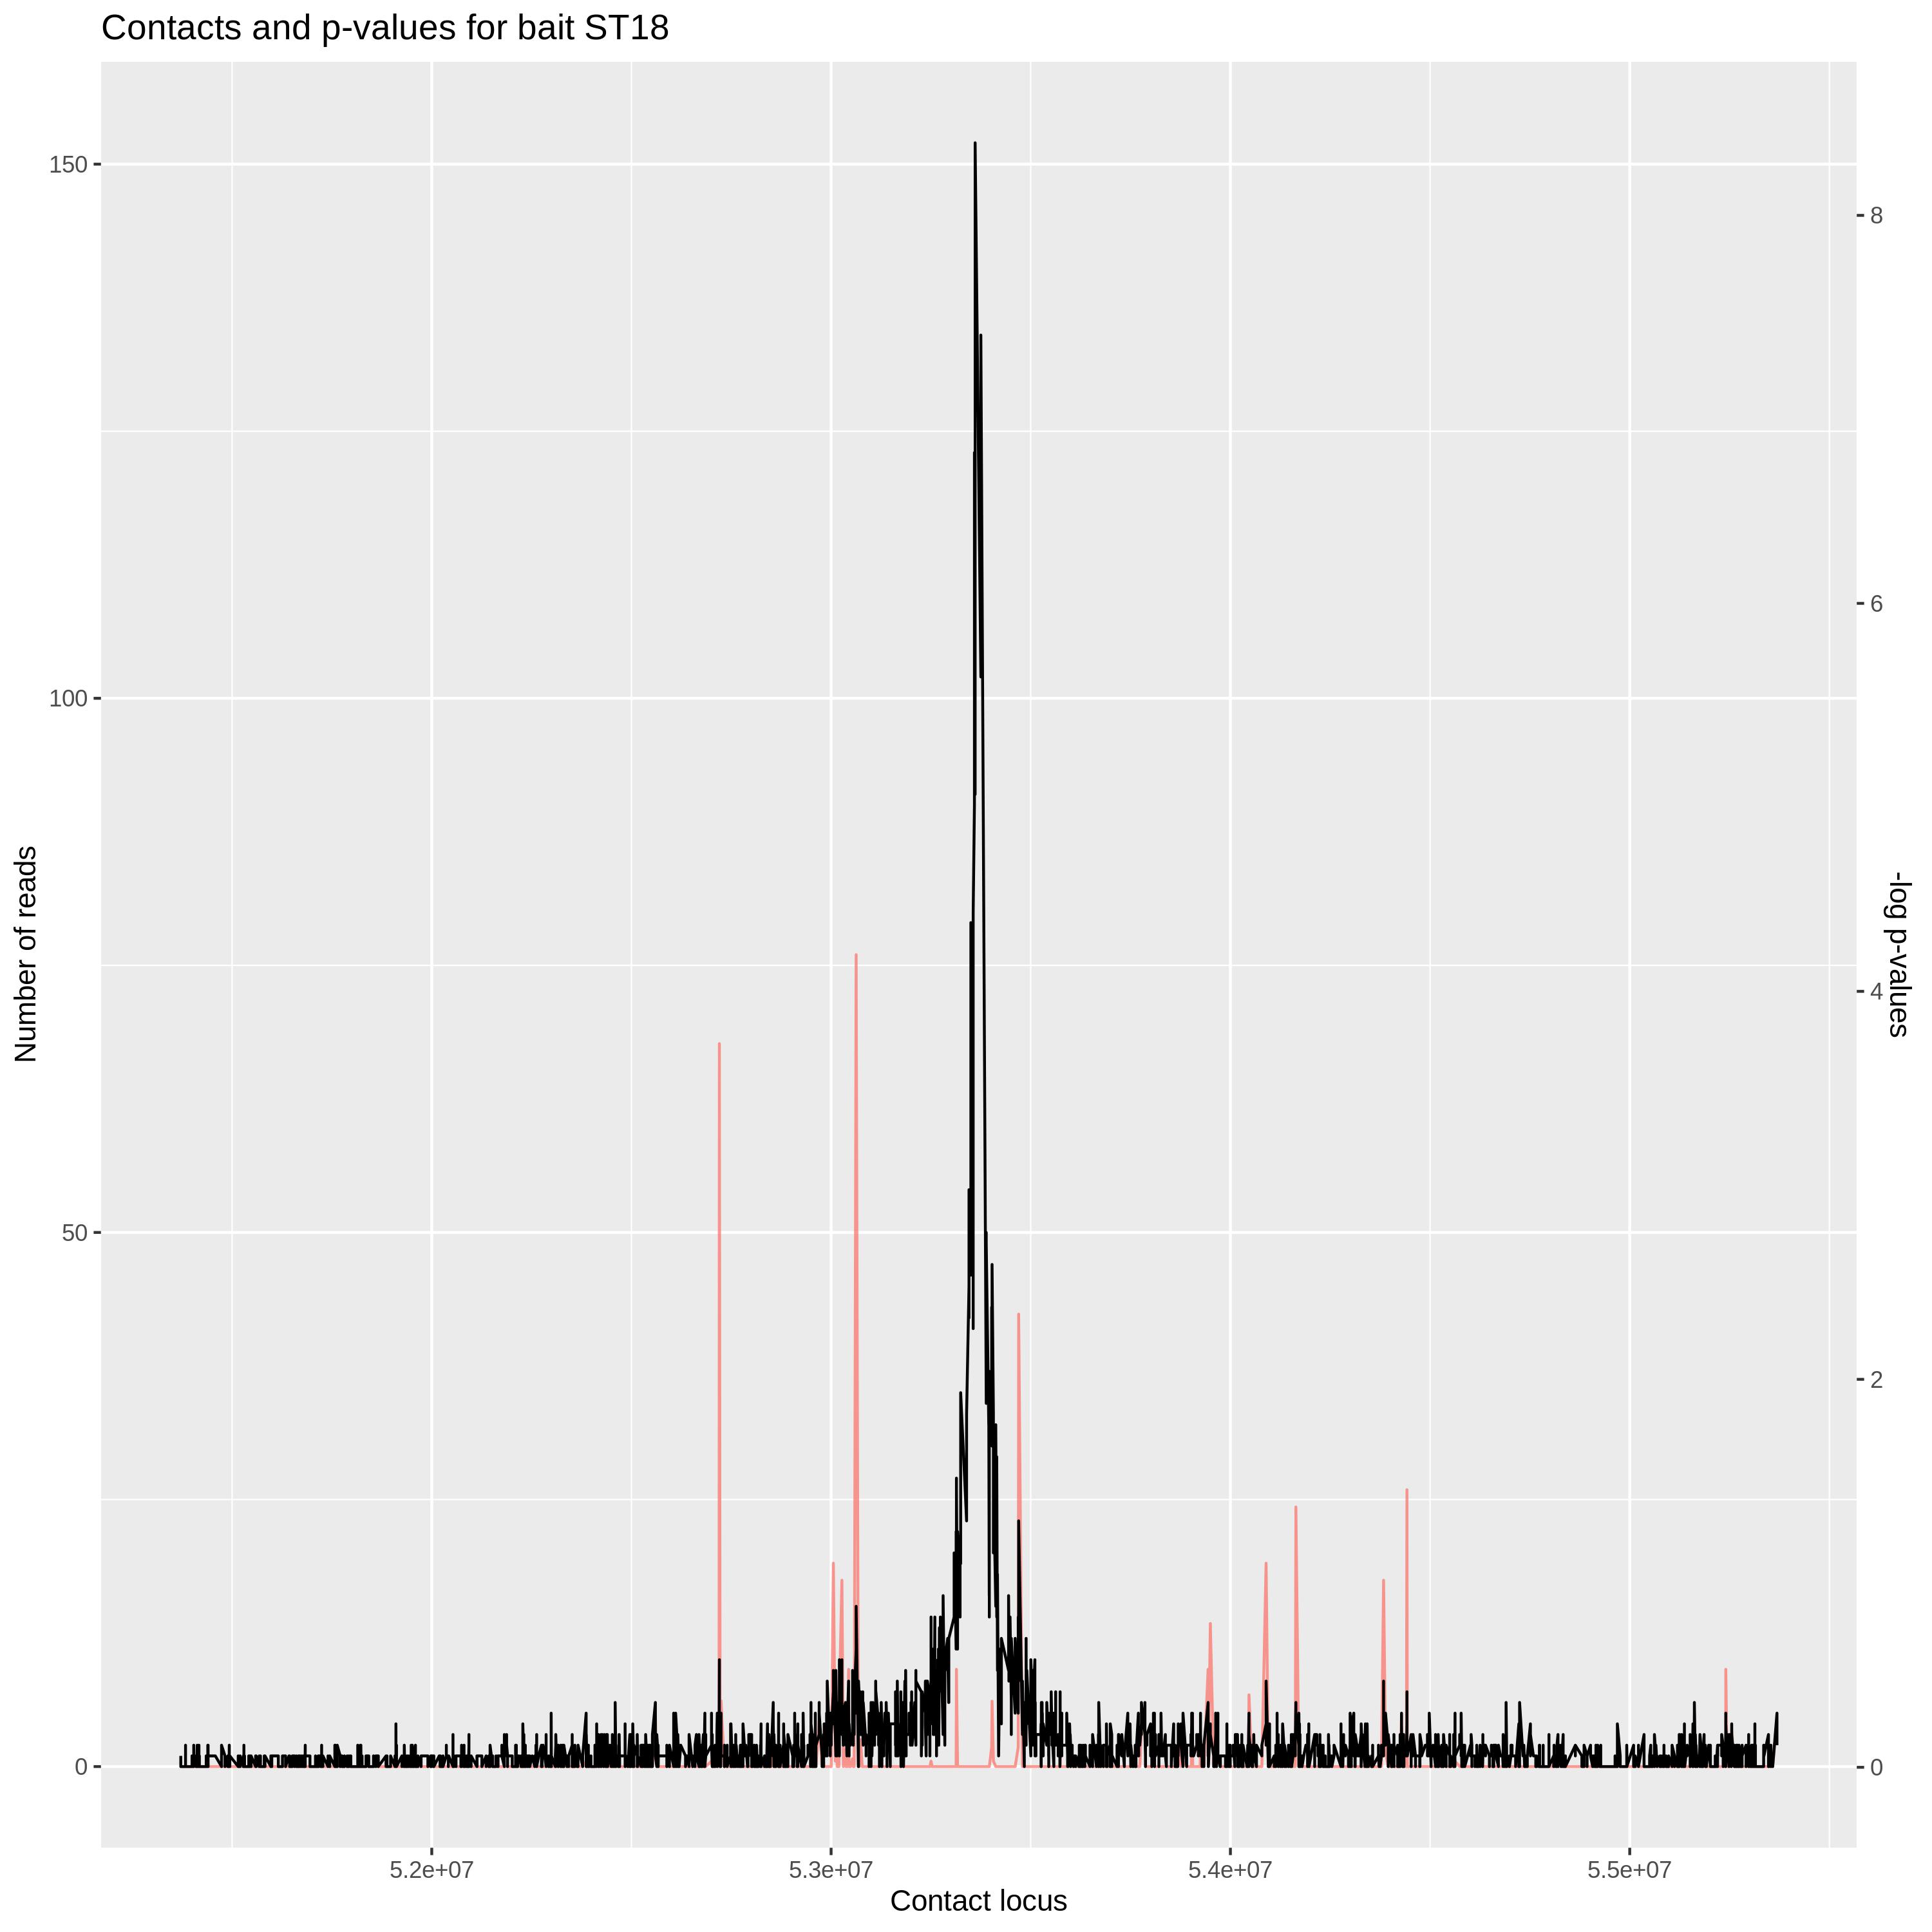 Contacts and p-values for bait ST18
150
100
50
0
8
6
4
2
0
Number of reads
-log p-values
5.2e+07
5.3e+07
5.4e+07
5.5e+07
Contact locus